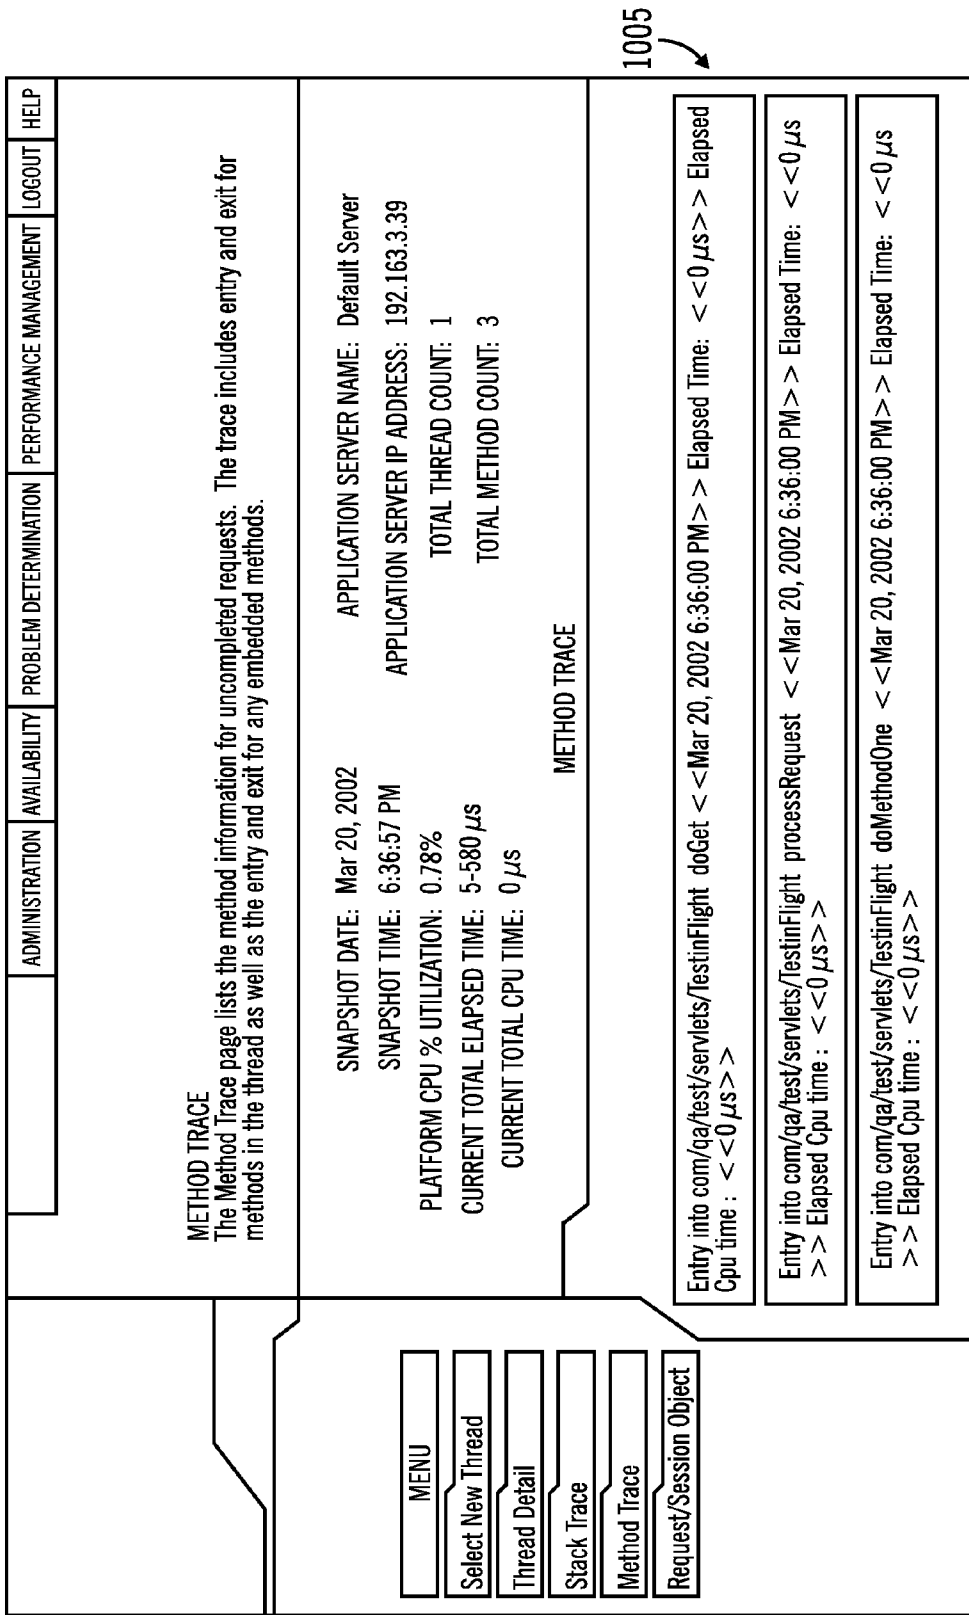 1005
ADMINISTRATION AVAILABILITY PROBLEM DETERMINATION PERFORMANCE MANAGEMENT LOGOUT HELP
METHOD TRACE
The Method Trace page lists the method information for uncompleted requests. The trace includes entry and exit for
methods in the thread as well as the entry and exit for any embedded methods.
SNAPSHOT DATE: Mar 20, 2002
SNAPSHOT TIME: 6:36:57 PM
PLATFORM CPU % UTILIZATION: 0.78%
CURRENT TOTAL ELAPSED TIME: 5-580 µs
CURRENT TOTAL CPU TIME: 0 µs
APPLICATION SERVER NAME: Default Server
APPLICATION SERVER IP ADDRESS: 192.163.3.39
TOTAL THREAD COUNT: 1
TOTAL METHOD COUNT: 3
MENU
Select New Thread
Thread Detail
Stack Trace
Method Trace
Request/Session Object
METHOD TRACE
Entry into com/qa/test/servlets/TestinFlight doGet <<Mar 20, 2002 6:36:00 PM>> Elapsed Time: <<0 µs>> Elapsed
Cpu time : <<0 µs>>
Entry into com/qa/test/servlets/TestinFlight processRequest <<Mar 20, 2002 6:36:00 PM>> Elapsed Time: <<0 µs
>> Elapsed Cpu time : <<0 µs>>
Entry into com/qa/test/servlets/TestinFlight doMethodOne <<Mar 20, 2002 6:36:00 PM>> Elapsed Time: <<0 µs
>> Elapsed Cpu time : <<0 µs>>